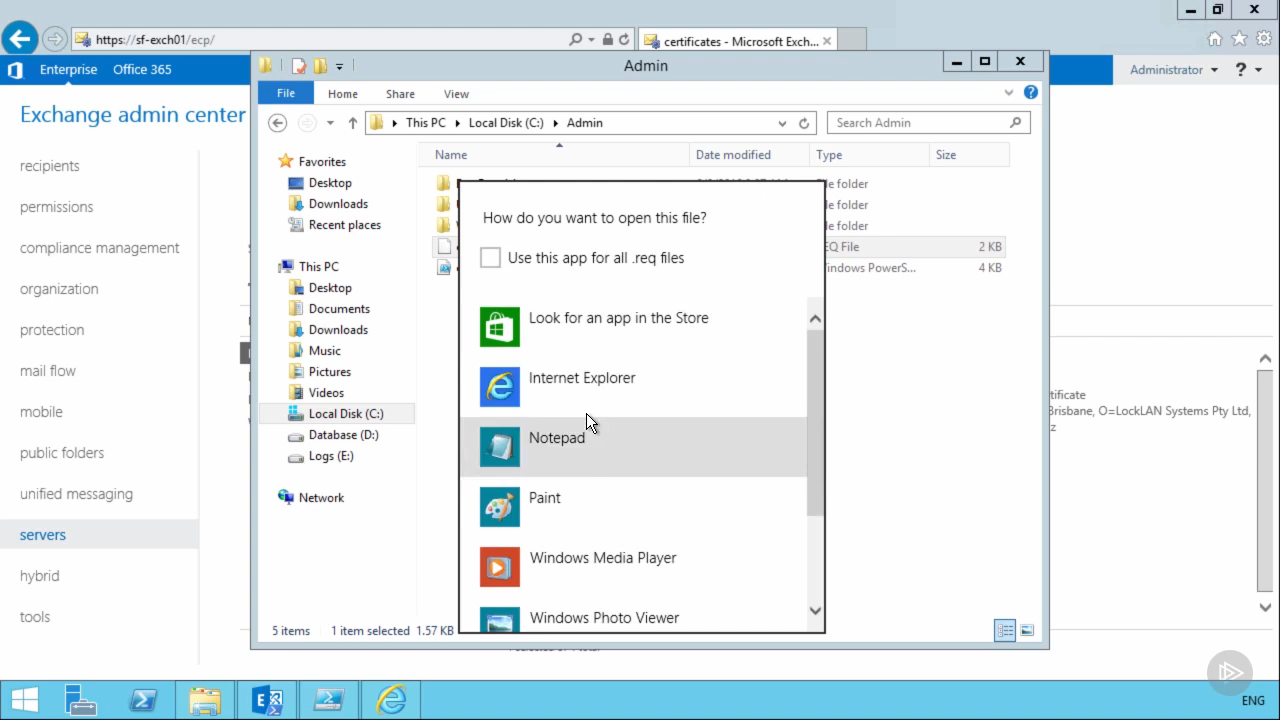 https://sf-exch01/ecp/
certificates - Microsoft Exch...
Enterprise Office 365
Administrator ?
Exchange admin center
recipients
permissions
compliance management
organization
protection
mail flow
mobile
public folders
unified messaging
servers
hybrid
tools
Admin
File Home Share View
This PC Local Disk (C:) Admin
Search Admin
Name Date modified Type Size
Favorites
Desktop
Downloads
Recent places
This PC
Desktop
Documents
Downloads
Music
Pictures
Videos
Local Disk (C:)
Database (D:)
Logs (E:)
Network
le folder
le folder
le folder
EQ File 2 KB
indows PowerS... 4 KB
How do you want to open this file?
Use this app for all .req files
Look for an app in the Store
Internet Explorer
Notepad
Paint
Windows Media Player
Windows Photo Viewer
5 items 1 item selected 1.57 KB
tificate
Brisbane, O=LockLAN Systems Pty Ltd,
z
ENG